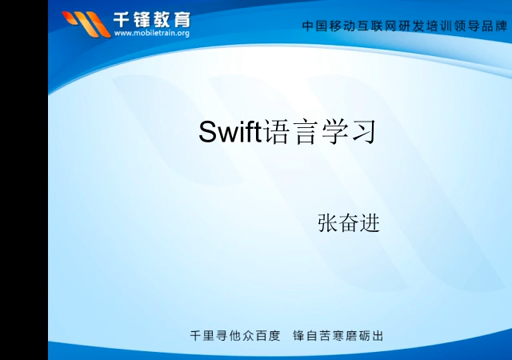 千锋教育
www.mobiletrain.org
中国移动互联网研发培训领导品牌
Swift语言学习
张奋进
千里寻他众百度 锋自苦寒磨砺出